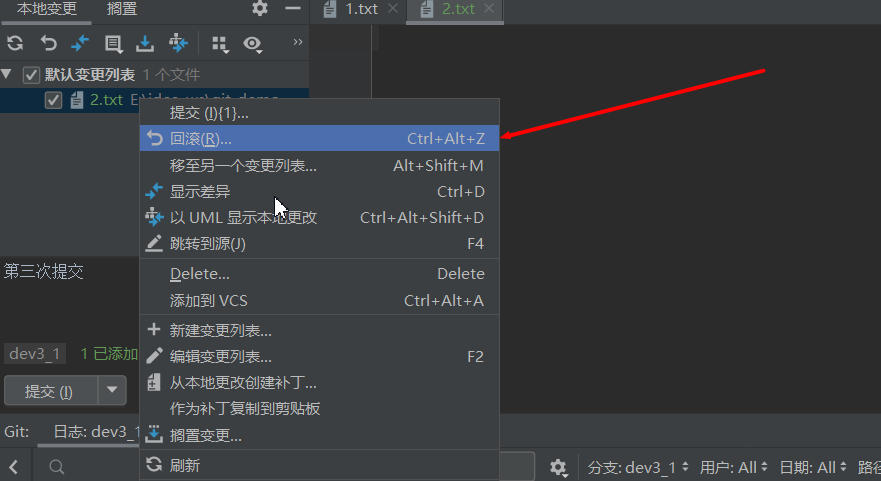 本地变更 搁置 1.txt 2.txt
默认变更列表 1 个文件
2.txt
提交 (I){1}...
回滚(R)... Ctrl+Alt+Z
移至另一个变更列表... Alt+Shift+M
显示差异 Ctrl+D
以 UML 显示本地更改 Ctrl+Alt+Shift+D
跳转到源(J) F4
第三次提交
Delete... Delete
添加到 VCS Ctrl+Alt+A
新建变更列表...
dev3_1 1 已添加
编辑变更列表... F2
从本地更改创建补丁...
提交 (I)
作为补丁复制到剪贴板
Git: 日志: dev3_1
搁置变更...
刷新
分支: dev3_1 用户: All 日期: All 路径